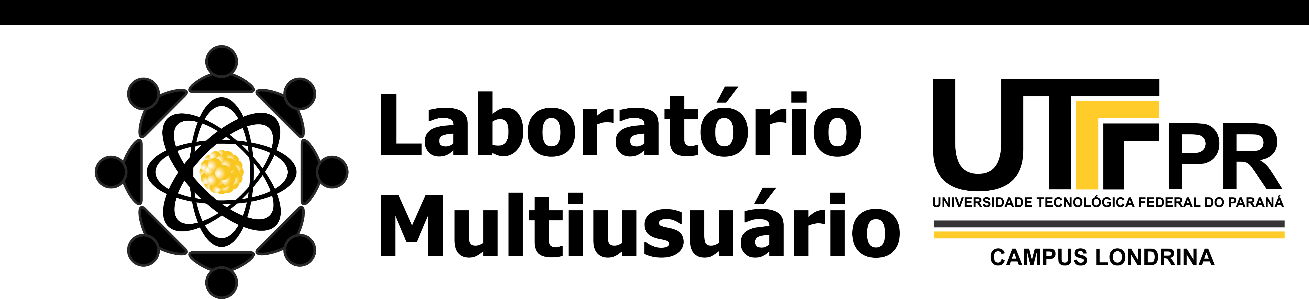 Laboratório
Multiusuário
UTFPR
UNIVERSIDADE TECNOLÓGICA FEDERAL DO PARANÁ
CAMPUS LONDRINA